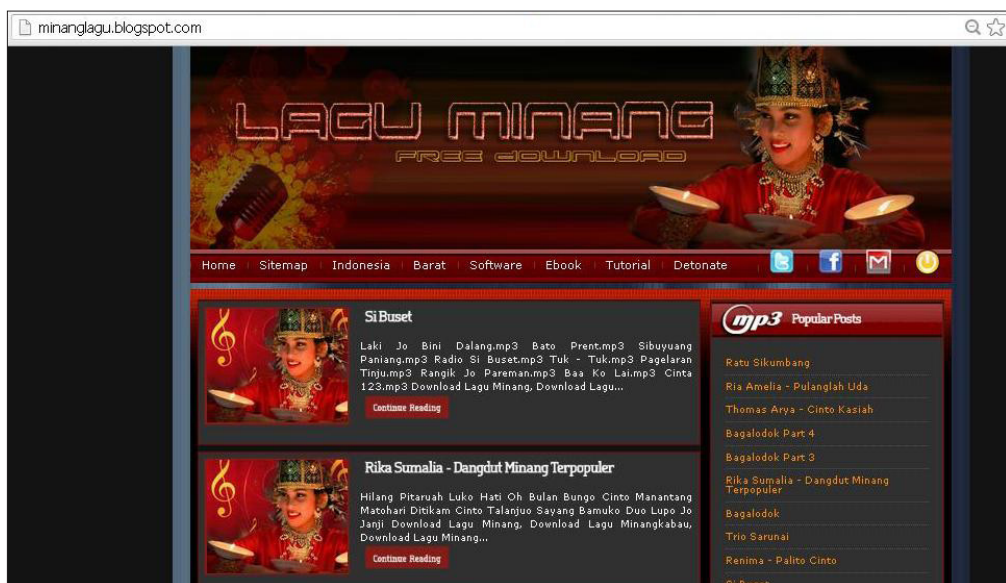 minanglagu.blogspot.com
LAGU MINANG
FREE DOWNLOAD
Home Sitemap Indonesia Barat Software Ebook Tutorial Detonate
Si Buset
Laki Jo Bini Dalang.mp3 Bato Prent.mp3 Sibuyuang
Paniang.mp3 Radio Si Buset.mp3 Tuk - Tuk.mp3 Pagelaran
Tinju.mp3 Rangik Jo Pareman.mp3 Baa Ko Lai.mp3 Cinta
123.mp3 Download Lagu Minang, Download Lagu...
Continue Reading
Rika Sumalia - Dangdut Minang Terpopuler
Hilang Pitaruah Luko Hati Oh Bulan Bungo Cinto Manantang
Matohari Ditikam Cinto Talanjuo Sayang Bamuko Duo Lupo Jo
Janji Download Lagu Minang, Download Lagu Minangkabau,
Download Lagu Minang...
Continue Reading
mp3 Popular Posts
Ratu Sikumbang
Ria Amelia - Pulanglah Uda
Thomas Arya - Cinto Kasiah
Bagalodok Part 4
Bagalodok Part 3
Rika Sumalia - Dangdut Minang
Terpopuler
Bagalodok
Trio Sarunai
Renima - Palito Cinto